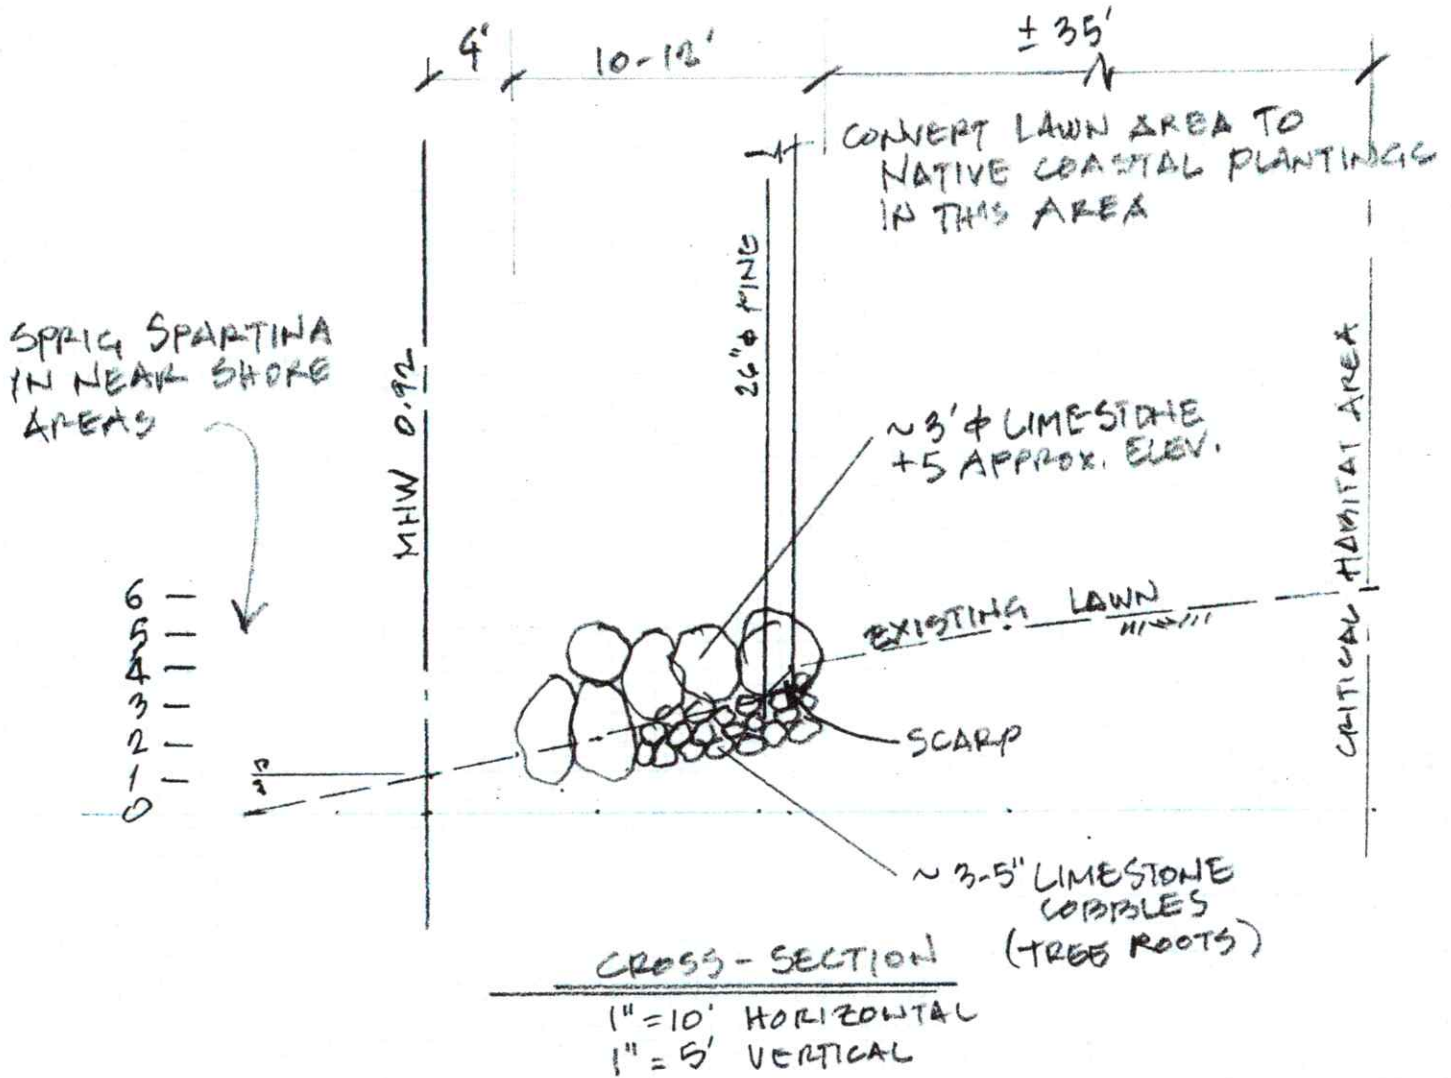 4'
10-12'
± 35'
CONVERT LAWN AREA TO
NATIVE COASTAL PLANTINGS
IN THIS AREA
SPRIG SPARTINA
IN NEAR SHORE
AREAS
MHW 0.92
26"ϕ PINE
~3'ϕ LIMESTONE
+5 APPROX. ELEV.
CRITICAL HABITAT AREA
EXISTING LAWN
6
5
4
3
2
1
0
SCARP
~ 3-5" LIMESTONE
COBBLES
(TREE ROOTS)
CROSS-SECTION
1"=10' HORIZONTAL
1"=5' VERTICAL